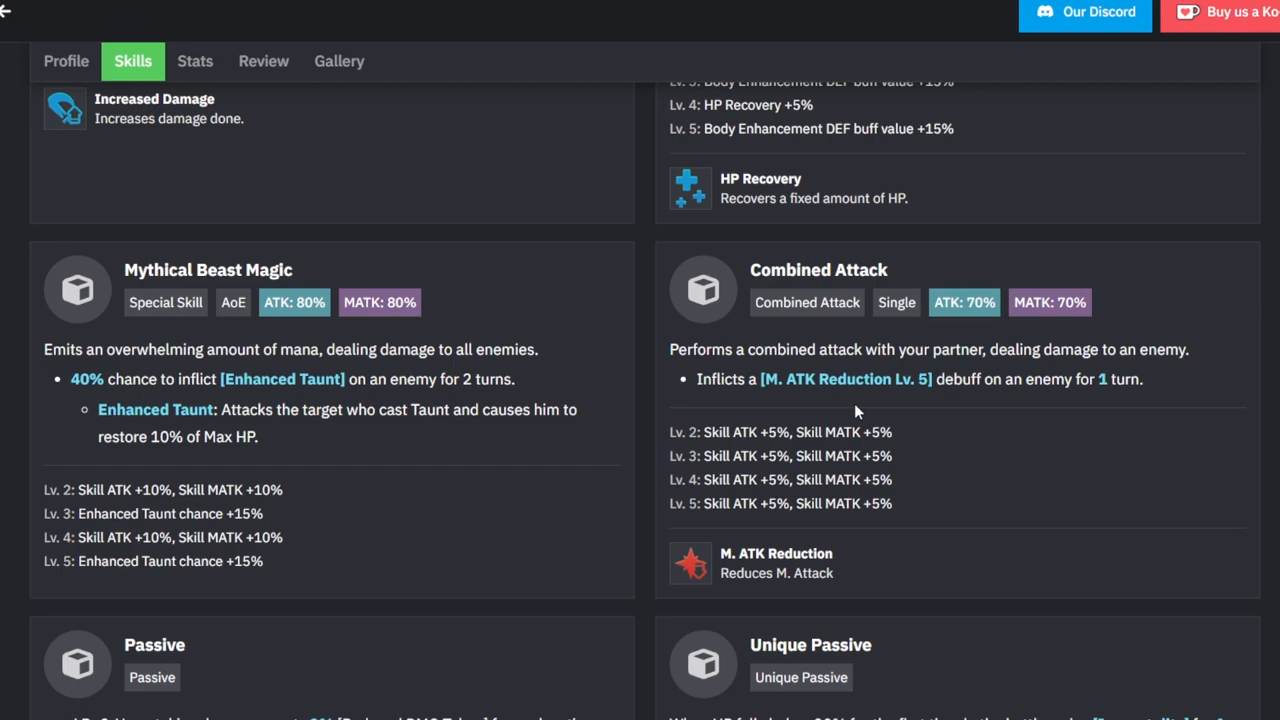 Our Discord
Buy us a Ko-
Profile
Skills
Stats
Review
Gallery
Increased Damage
Increases damage done.
Lv. 3: Body Enhancement DEF buff value +15%
Lv. 4: HP Recovery +5%
Lv. 5: Body Enhancement DEF buff value +15%
HP Recovery
Recovers a fixed amount of HP.
Mythical Beast Magic
Special Skill AoE ATK: 80% MATK: 80%
Emits an overwhelming amount of mana, dealing damage to all enemies.
• 40% chance to inflict [Enhanced Taunt] on an enemy for 2 turns.
Enhanced Taunt: Attacks the target who cast Taunt and causes him to
restore 10% of Max HP.
Lv. 2: Skill ATK +10%, Skill MATK +10%
Lv. 3: Enhanced Taunt chance +15%
Lv. 4: Skill ATK +10%, Skill MATK +10%
Lv. 5: Enhanced Taunt chance +15%
Combined Attack
Combined Attack Single ATK: 70% MATK: 70%
Performs a combined attack with your partner, dealing damage to an enemy.
• Inflicts a [M. ATK Reduction Lv. 5] debuff on an enemy for 1 turn.
Lv. 2: Skill ATK +5%, Skill MATK +5%
Lv. 3: Skill ATK +5%, Skill MATK +5%
Lv. 4: Skill ATK +5%, Skill MATK +5%
Lv. 5: Skill ATK +5%, Skill MATK +5%
M. ATK Reduction
Reduces M. Attack
Passive
Passive
Unique Passive
Unique Passive